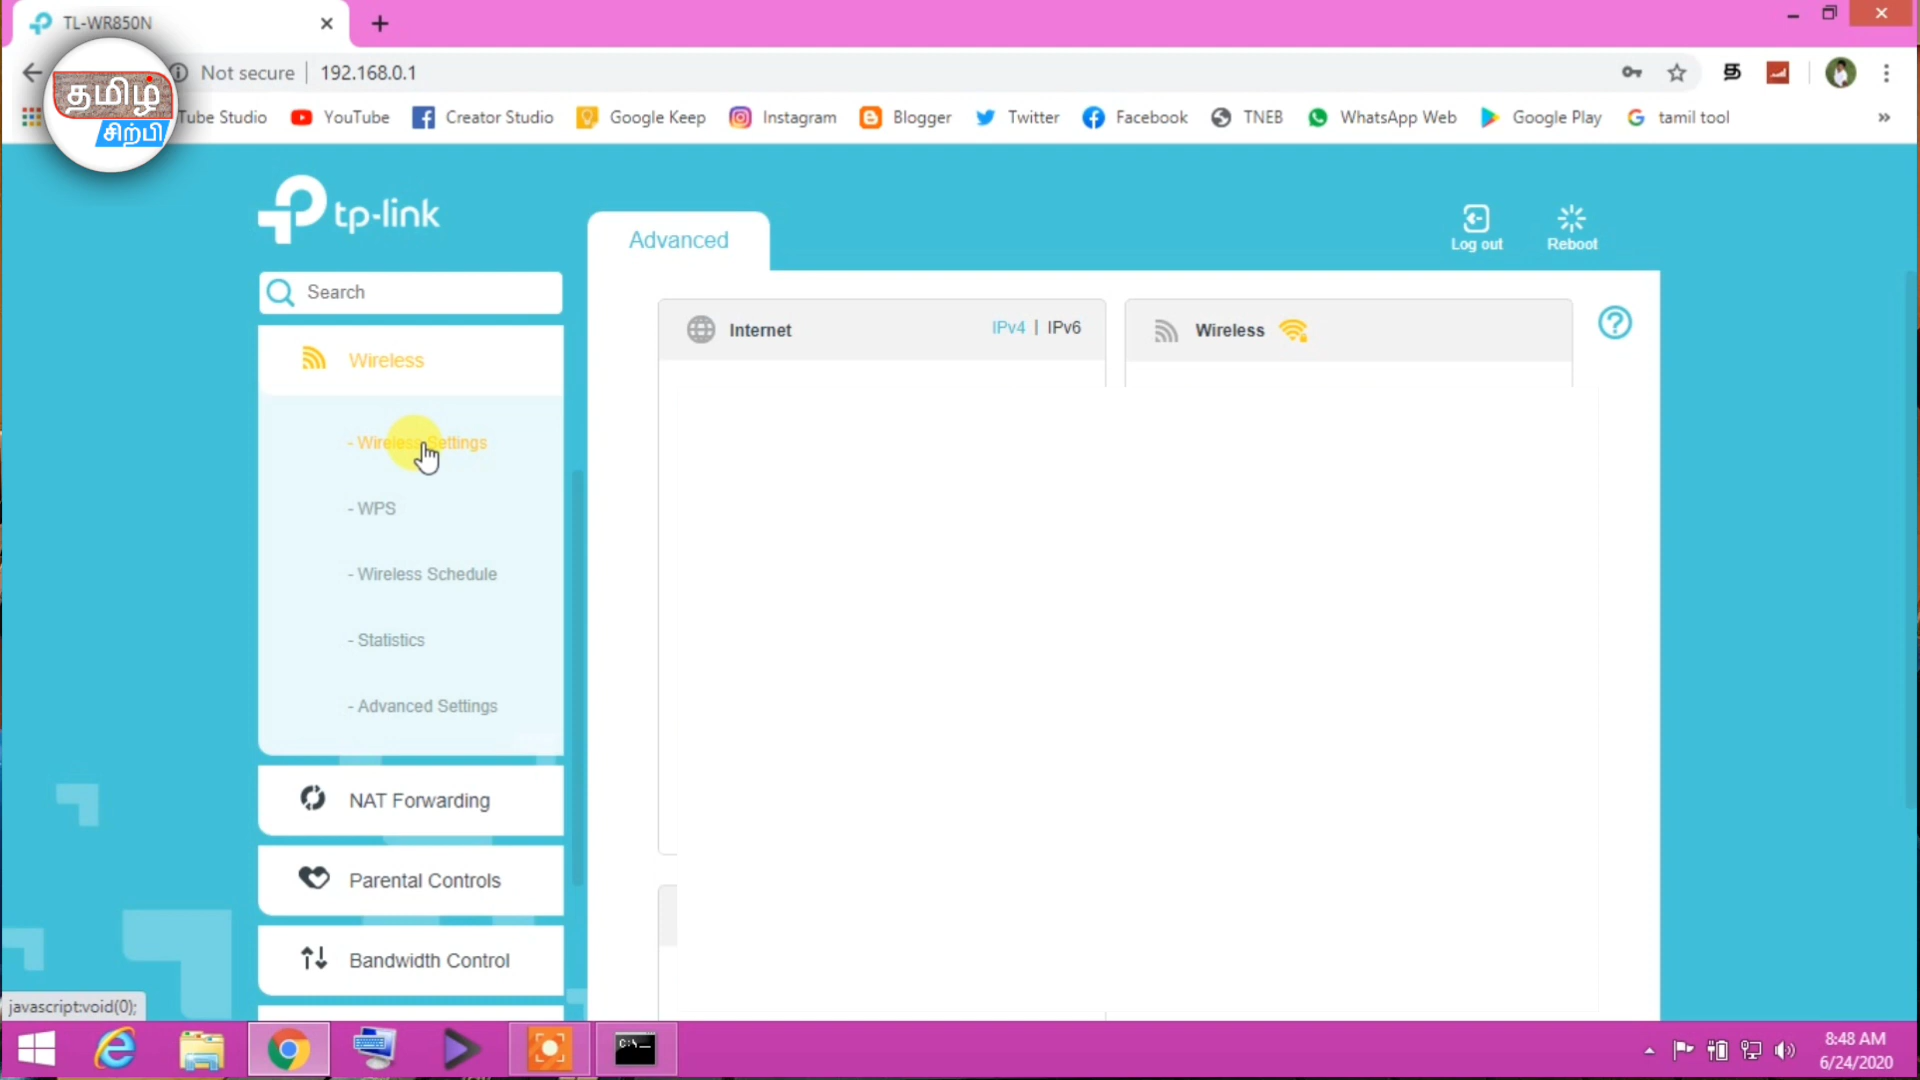 TL-WR850N
Not secure
192.168.0.1
தமிழ்
சிற்பி
Tube Studio
YouTube
Creator Studio
Google Keep
Instagram
Blogger
Twitter
Facebook
TNEB
WhatsApp Web
Google Play
tamil tool
»
tp-link
Advanced
Log out
Reboot
Search
Internet
IPv4 | IPv6
Wireless
Wireless
- Wireless Settings
- WPS
- Wireless Schedule
- Statistics
- Advanced Settings
NAT Forwarding
Parental Controls
Bandwidth Control
javascript:void(0);
8:48 AM
6/24/2020